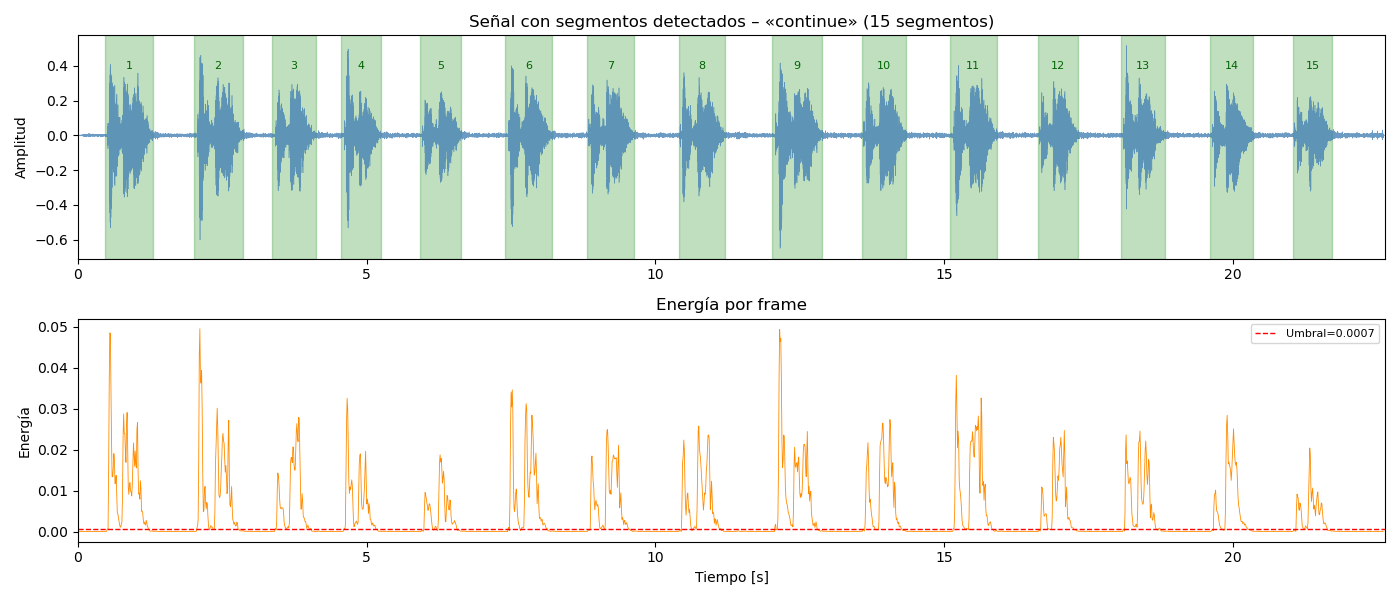 Señal con segmentos detectados – «continue» (15 segmentos)
Amplitud
0.4
0.2
0.0
−0.2
−0.4
−0.6
1 2 3 4 5 6 7 8 9 10 11 12 13 14 15
0 5 10 15 20
Energía por frame
Energía
0.05
0.04
0.03
0.02
0.01
0.00
Umbral=0.0007
0 5 10 15 20
Tiempo [s]